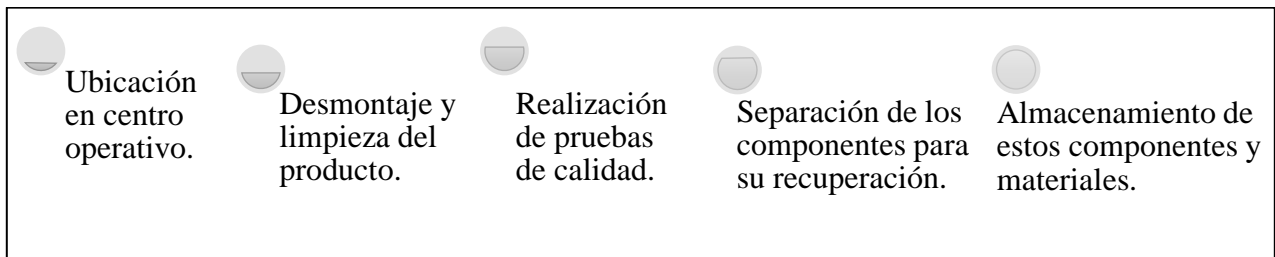 Ubicación
en centro
operativo.
Desmontaje y
limpieza del
producto.
Realización
de pruebas
de calidad.
Separación de los
componentes para
su recuperación.
Almacenamiento de
estos componentes y
materiales.